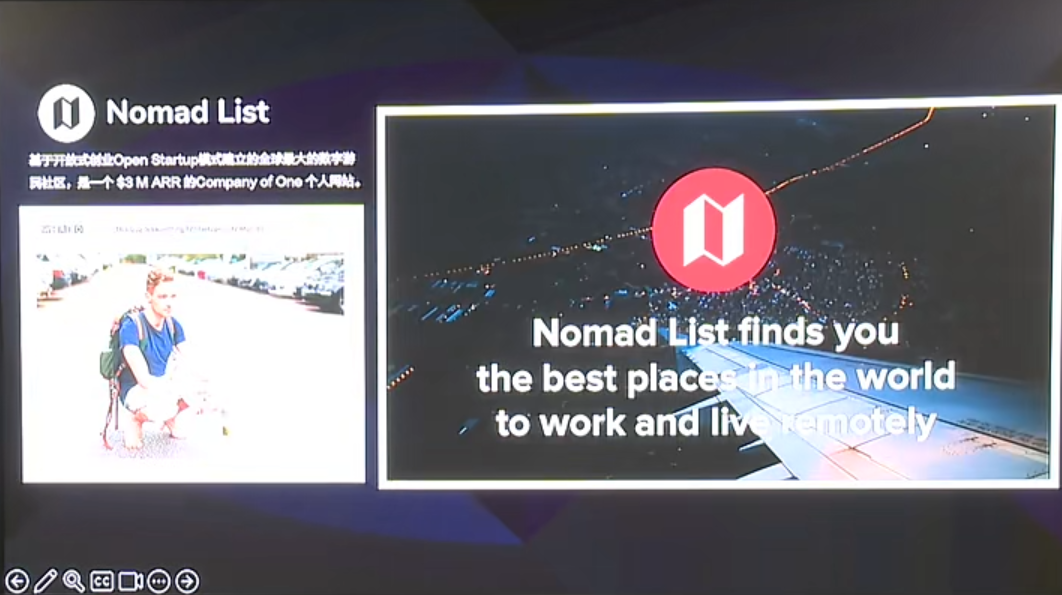 Nomad List
基于开放式创业Open Startup模式建立的全球最大的数字游
民社区，是一个 $3 M ARR 的Company of One 个人网站。
Nomad List finds you
the best places in the world
to work and live remotely
CC